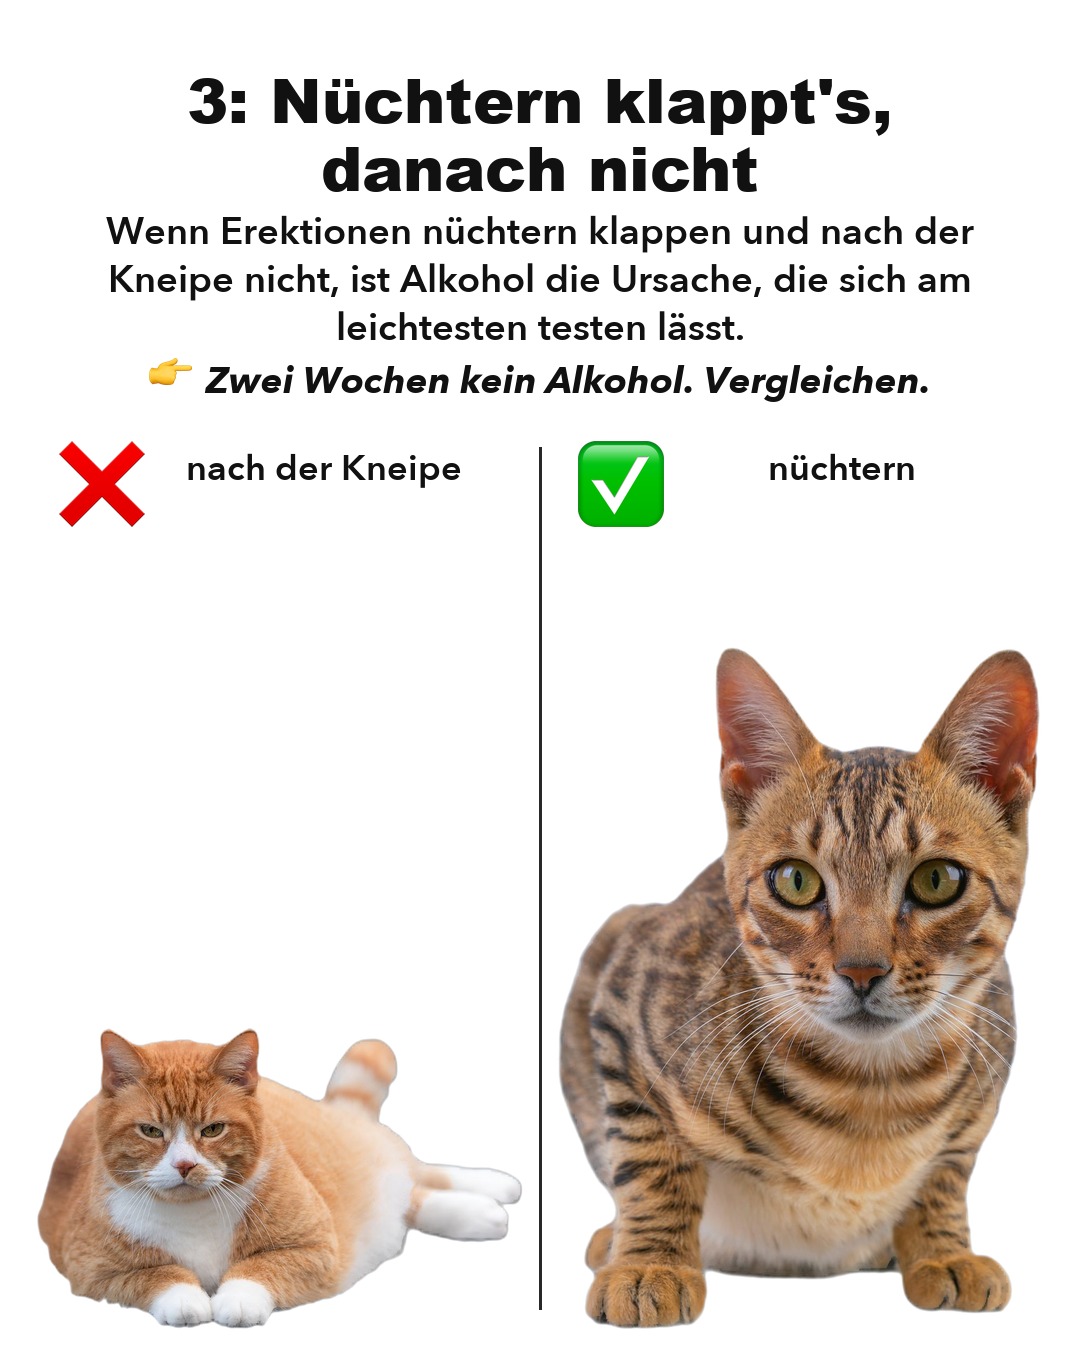 3: Nüchtern klappt's,
danach nicht
Wenn Erektionen nüchtern klappen und nach der
Kneipe nicht, ist Alkohol die Ursache, die sich am
leichtesten testen lässt.
👉 Zwei Wochen kein Alkohol. Vergleichen.
❌ nach der Kneipe
✅ nüchtern